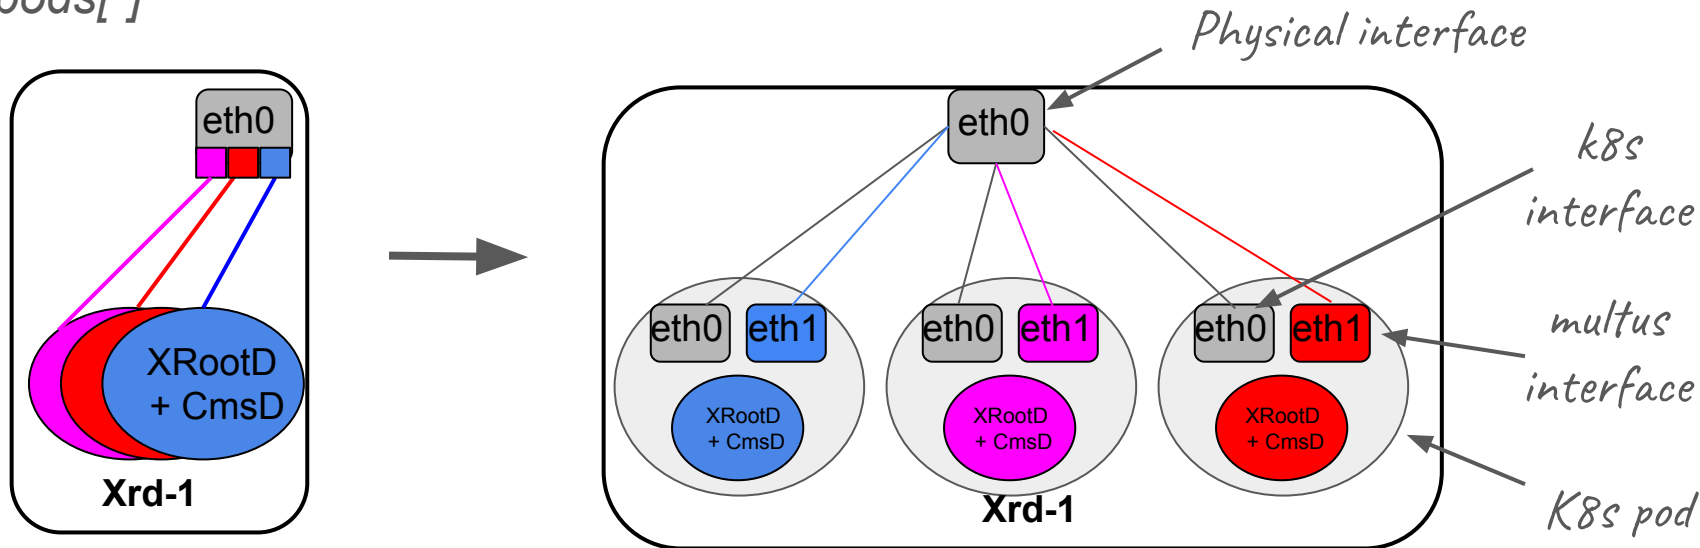 pods[ ]
Physical interface
eth0
eth0
k8s
interface
eth0
eth1
eth0
eth1
eth0
eth1
multus
interface
XRootD
+ CmsD
XRootD
+ CmsD
XRootD
+ CmsD
XRootD
+ CmsD
Xrd-1
Xrd-1
K8s pod